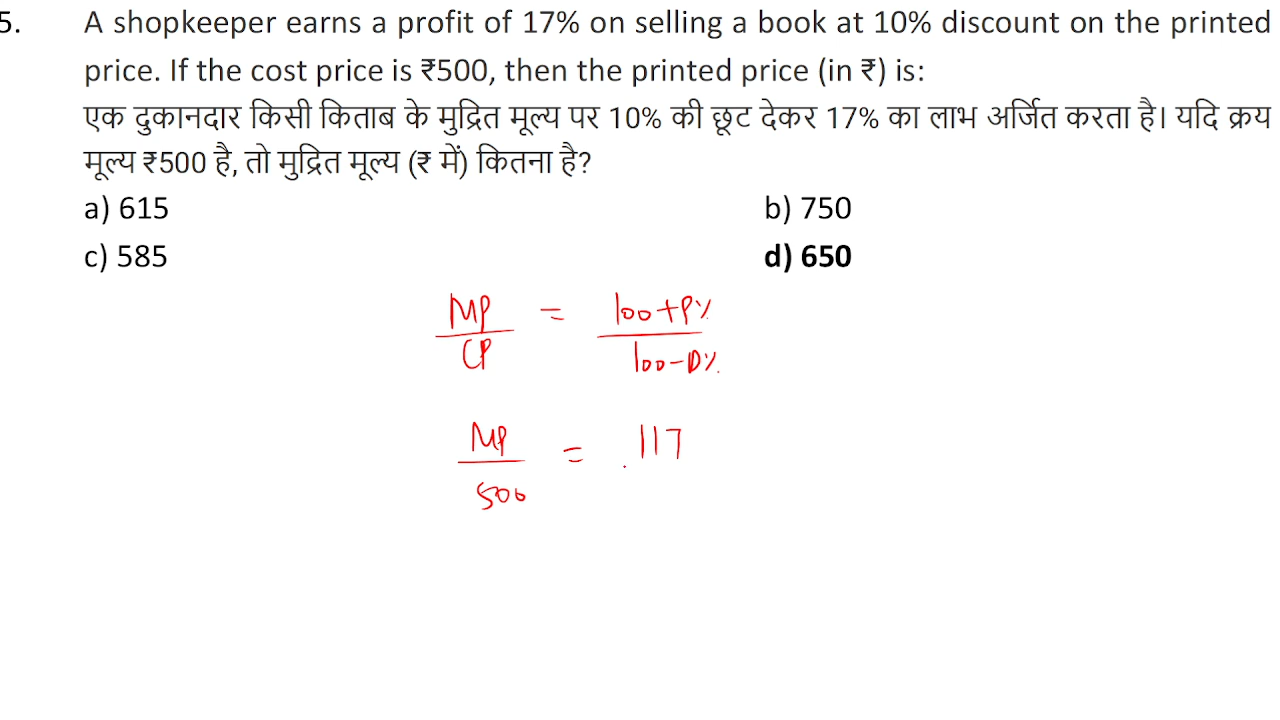 5. A shopkeeper earns a profit of 17% on selling a book at 10% discount on the printed
price. If the cost price is ₹500, then the printed price (in ₹) is:
एक दुकानदार किसी किताब के मुद्रित मूल्य पर 10% की छूट देकर 17% का लाभ अर्जित करता है। यदि क्रय
मूल्य ₹500 है, तो मुद्रित मूल्य (₹ में) कितना है?
a) 615 b) 750
c) 585 d) 650
MP/CP = 100+P%/100-D%
MP/500 = 117